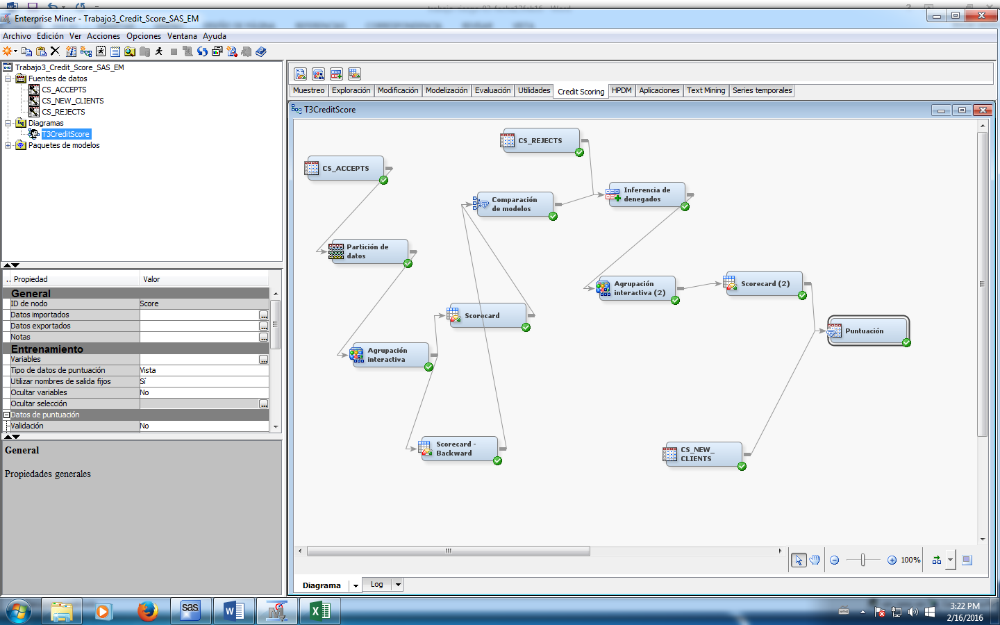 Enterprise Miner - Trabajo3_Credit_Score_SAS_EM
Archivo Edición Ver Acciones Opciones Ventana Ayuda
Trabajo3_Credit_Score_SAS_EM
Fuentes de datos
CS_ACCEPTS
CS_NEW_CLIENTS
CS_REJECTS
Diagramas
T3CreditScore
Paquetes de modelos
.. Propiedad Valor
General
ID de nodo Score
Datos importados ...
Datos exportados ...
Notas ...
Entrenamiento
Variables ...
Tipo de datos de puntuación Vista
Utilizar nombres de salida fijos Sí
Ocultar variables No
Ocultar selección ...
Datos de puntuación
Validación No
General
Propiedades generales
Muestreo Exploración Modificación Modelización Evaluación Utilidades Credit Scoring HPDM Aplicaciones Text Mining Series temporales
T3CreditScore
CS_REJECTS
CS_ACCEPTS
Inferencia de
denegados
Comparación
de modelos
Partición de
datos
Agrupación
interactiva (2)
Scorecard (2)
Scorecard
Puntuación
Agrupación
interactiva
Scorecard -
Backward
CS_NEW_
CLIENTS
100%
Diagrama Log
sas
3:22 PM
2/16/2016